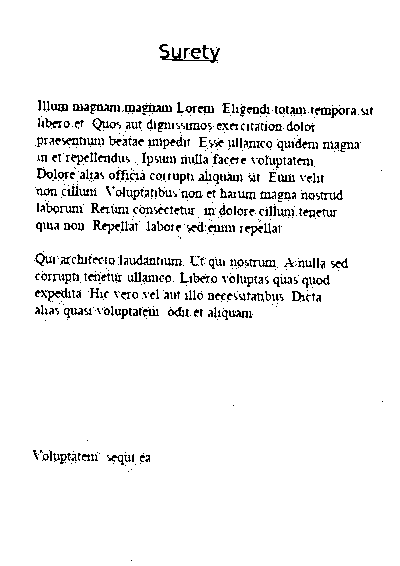 Surety
Illum magnam magnam Lorem. Eligendi totam tempora sit
libero et. Quos aut dignissimos exercitation dolor
praesentium beatae impedit. Esse ullamco quidem magna
in et repellendus. Ipsum nulla facere voluptatem.
Dolore alias officia corrupti aliquam sit. Eum velit
non cillum. Voluptatibus non et harum magna nostrud
laborum. Rerum consectetur, in dolore cillum tenetur
quia non. Repellat, labore sed enim repellat.
Qui architecto laudantium. Ut qui nostrum. A nulla sed
corrupti tenetur ullamco. Libero voluptas quas quod
expedita. Hic vero vel aut illo necessitatibus. Dicta
alias quasi voluptatem, odit et aliquam.
Voluptatem, sequi ea